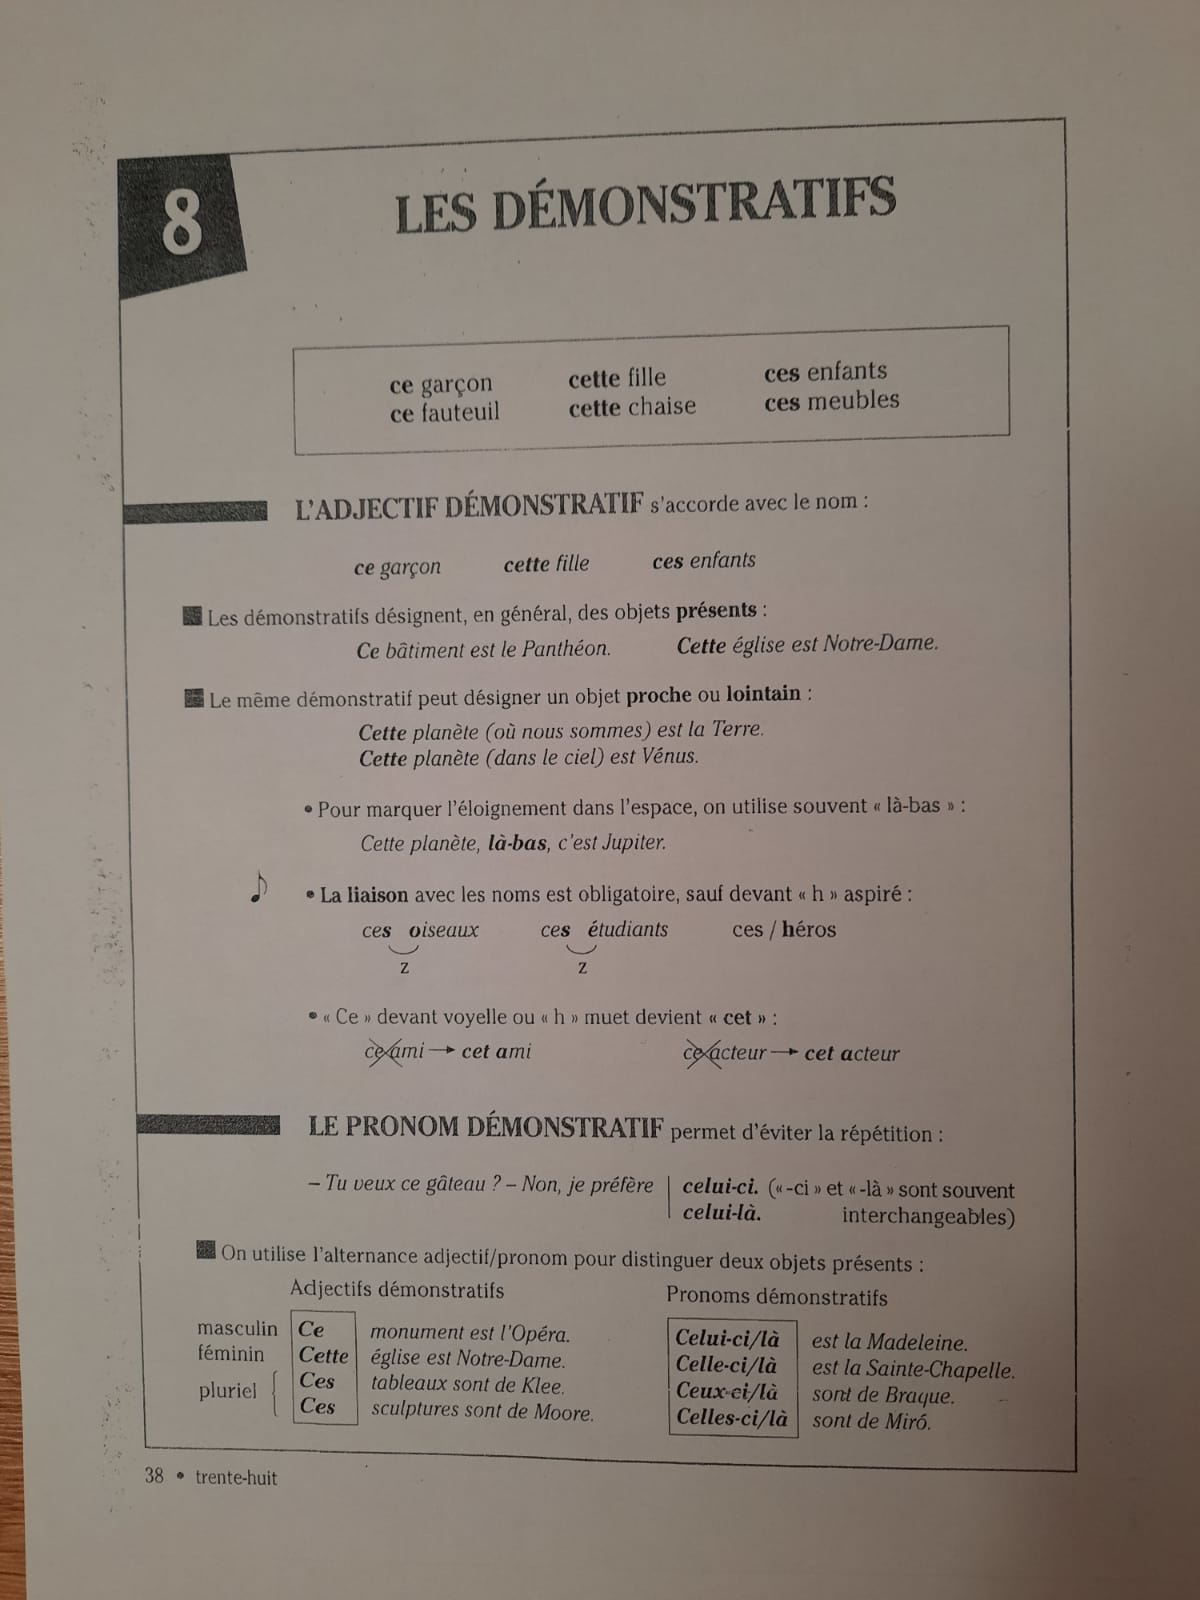 8
LES DÉMONSTRATIFS
ce garçon cette fille ces enfants
ce fauteuil cette chaise ces meubles
L'ADJECTIF DÉMONSTRATIF s'accorde avec le nom :
ce garçon cette fille ces enfants
Les démonstratifs désignent, en général, des objets présents :
Ce bâtiment est le Panthéon. Cette église est Notre-Dame.
Le même démonstratif peut désigner un objet proche ou lointain :
Cette planète (où nous sommes) est la Terre.
Cette planète (dans le ciel) est Vénus.
• Pour marquer l'éloignement dans l'espace, on utilise souvent « là-bas » :
Cette planète, là-bas, c'est Jupiter.
♪ • La liaison avec les noms est obligatoire, sauf devant « h » aspiré :
ces oiseaux ces étudiants ces / héros
z z
• « Ce » devant voyelle ou « h » muet devient « cet » :
ce ami → cet ami ce acteur → cet acteur
LE PRONOM DÉMONSTRATIF permet d'éviter la répétition :
– Tu veux ce gâteau ? – Non, je préfère celui-ci. (« -ci » et « -là » sont souvent
celui-là. interchangeables)
On utilise l'alternance adjectif/pronom pour distinguer deux objets présents :
Adjectifs démonstratifs Pronoms démonstratifs
masculin Ce monument est l'Opéra. Celui-ci/là est la Madeleine.
féminin Cette église est Notre-Dame. Celle-ci/là est la Sainte-Chapelle.
pluriel Ces tableaux sont de Klee. Ceux-ci/là sont de Braque.
Ces sculptures sont de Moore. Celles-ci/là sont de Miró.
38 • trente-huit